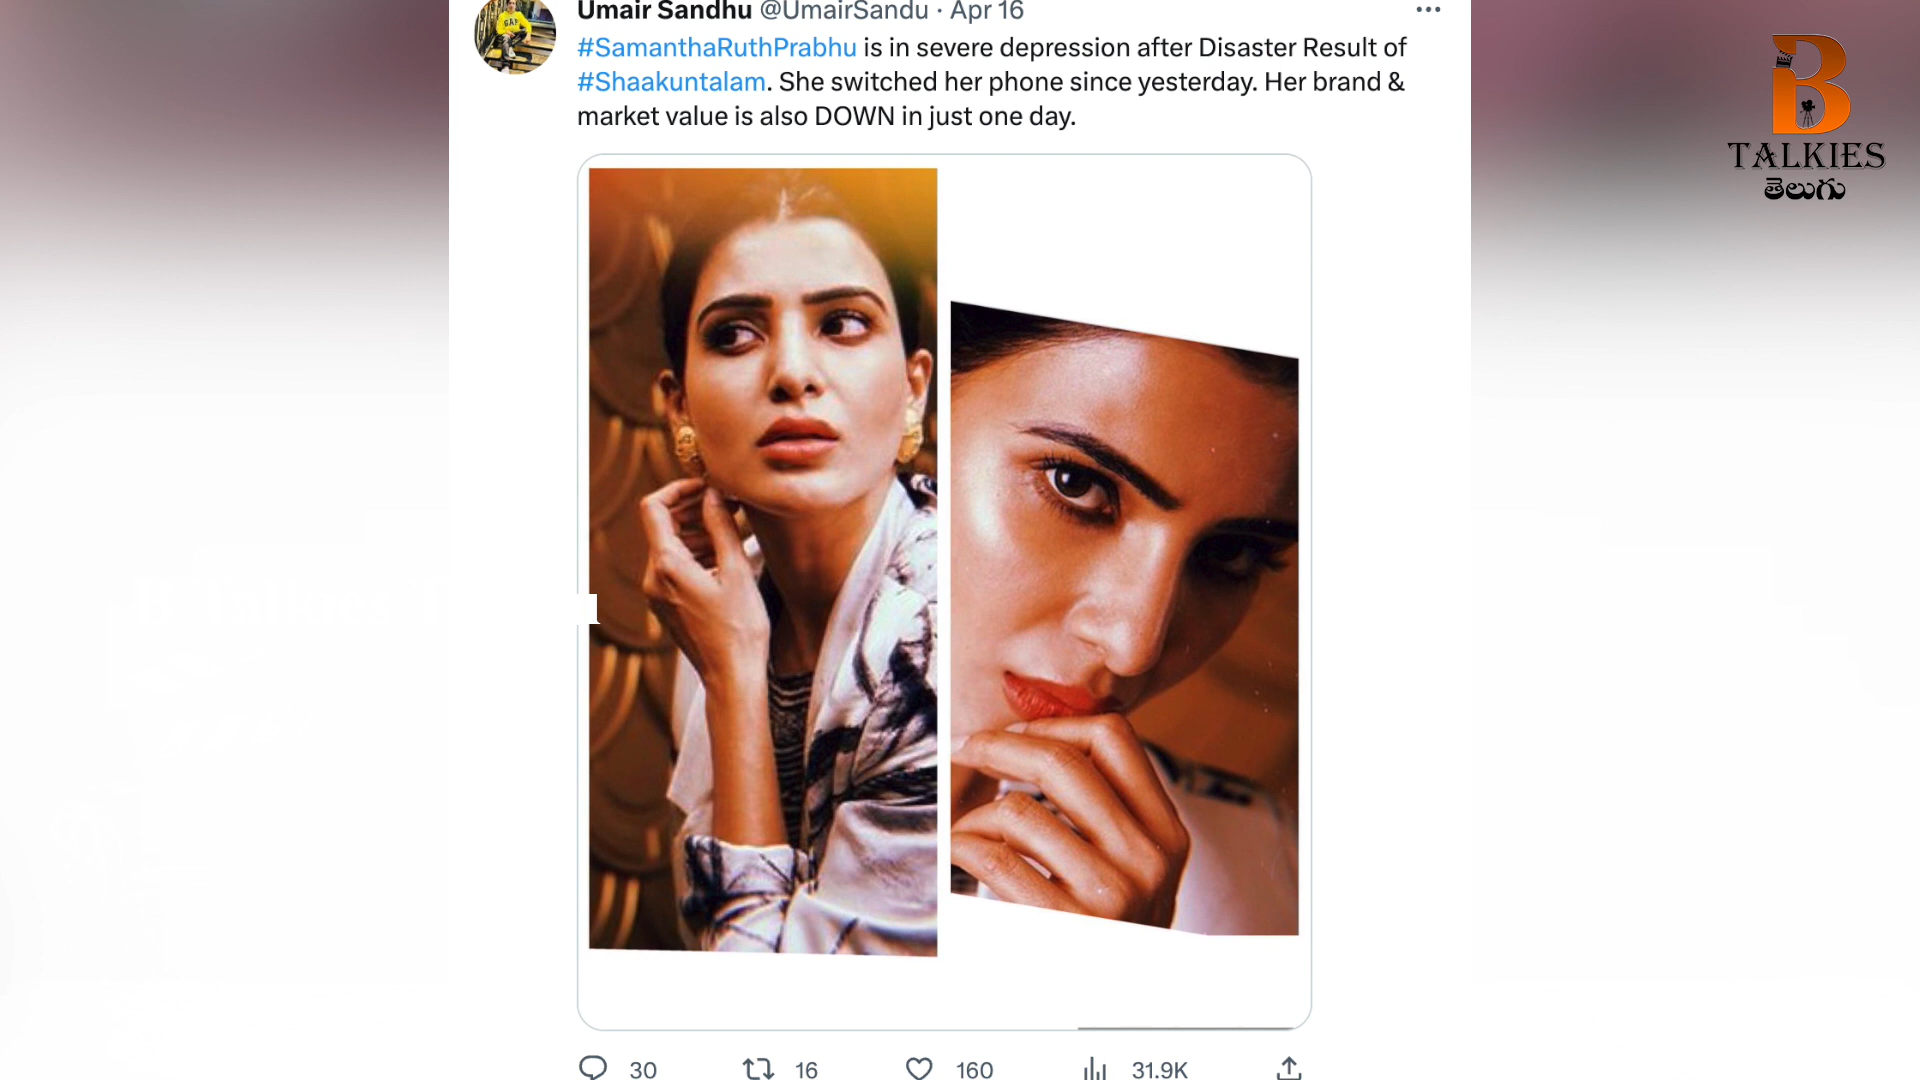 Umair Sandhu @UmairSandu · Apr 16
#SamanthaRuthPrabhu is in severe depression after Disaster Result of
#Shaakuntalam. She switched her phone since yesterday. Her brand &
market value is also DOWN in just one day.
30 16 160 31.9K
GAP
B
TALKIES
తెలుగు